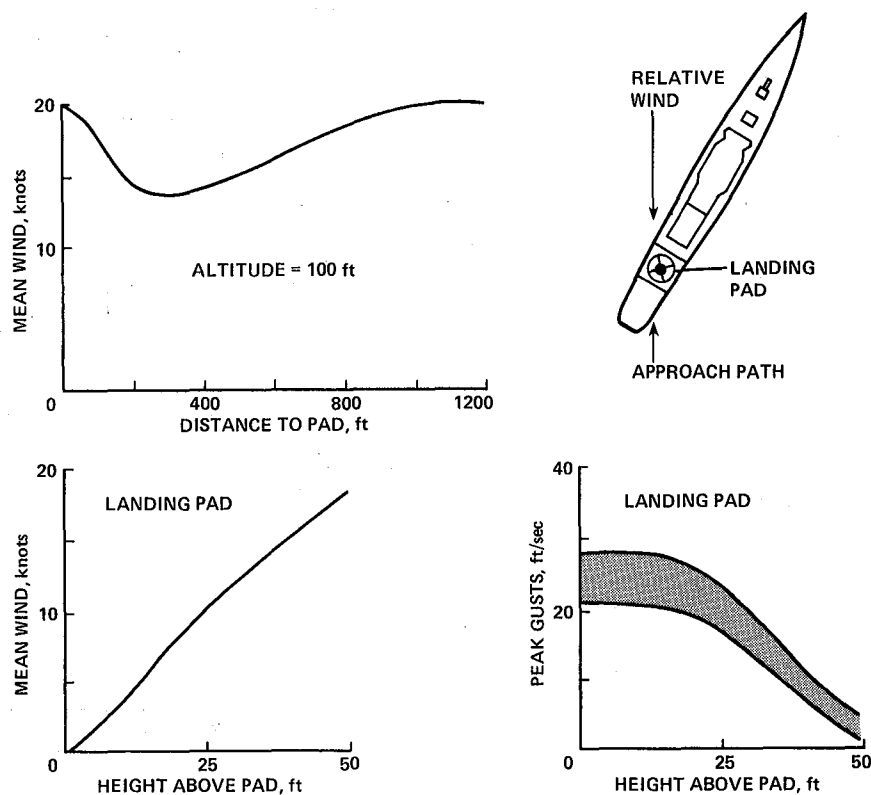 20
10
0
MEAN WIND, knots
ALTITUDE = 100 ft
400
800
1200
DISTANCE TO PAD, ft
RELATIVE
WIND
LANDING
PAD
APPROACH PATH
20
10
0
MEAN WIND, knots
LANDING PAD
25
50
HEIGHT ABOVE PAD, ft
40
20
0
PEAK GUSTS, ft/sec
LANDING PAD
25
50
HEIGHT ABOVE PAD, ft